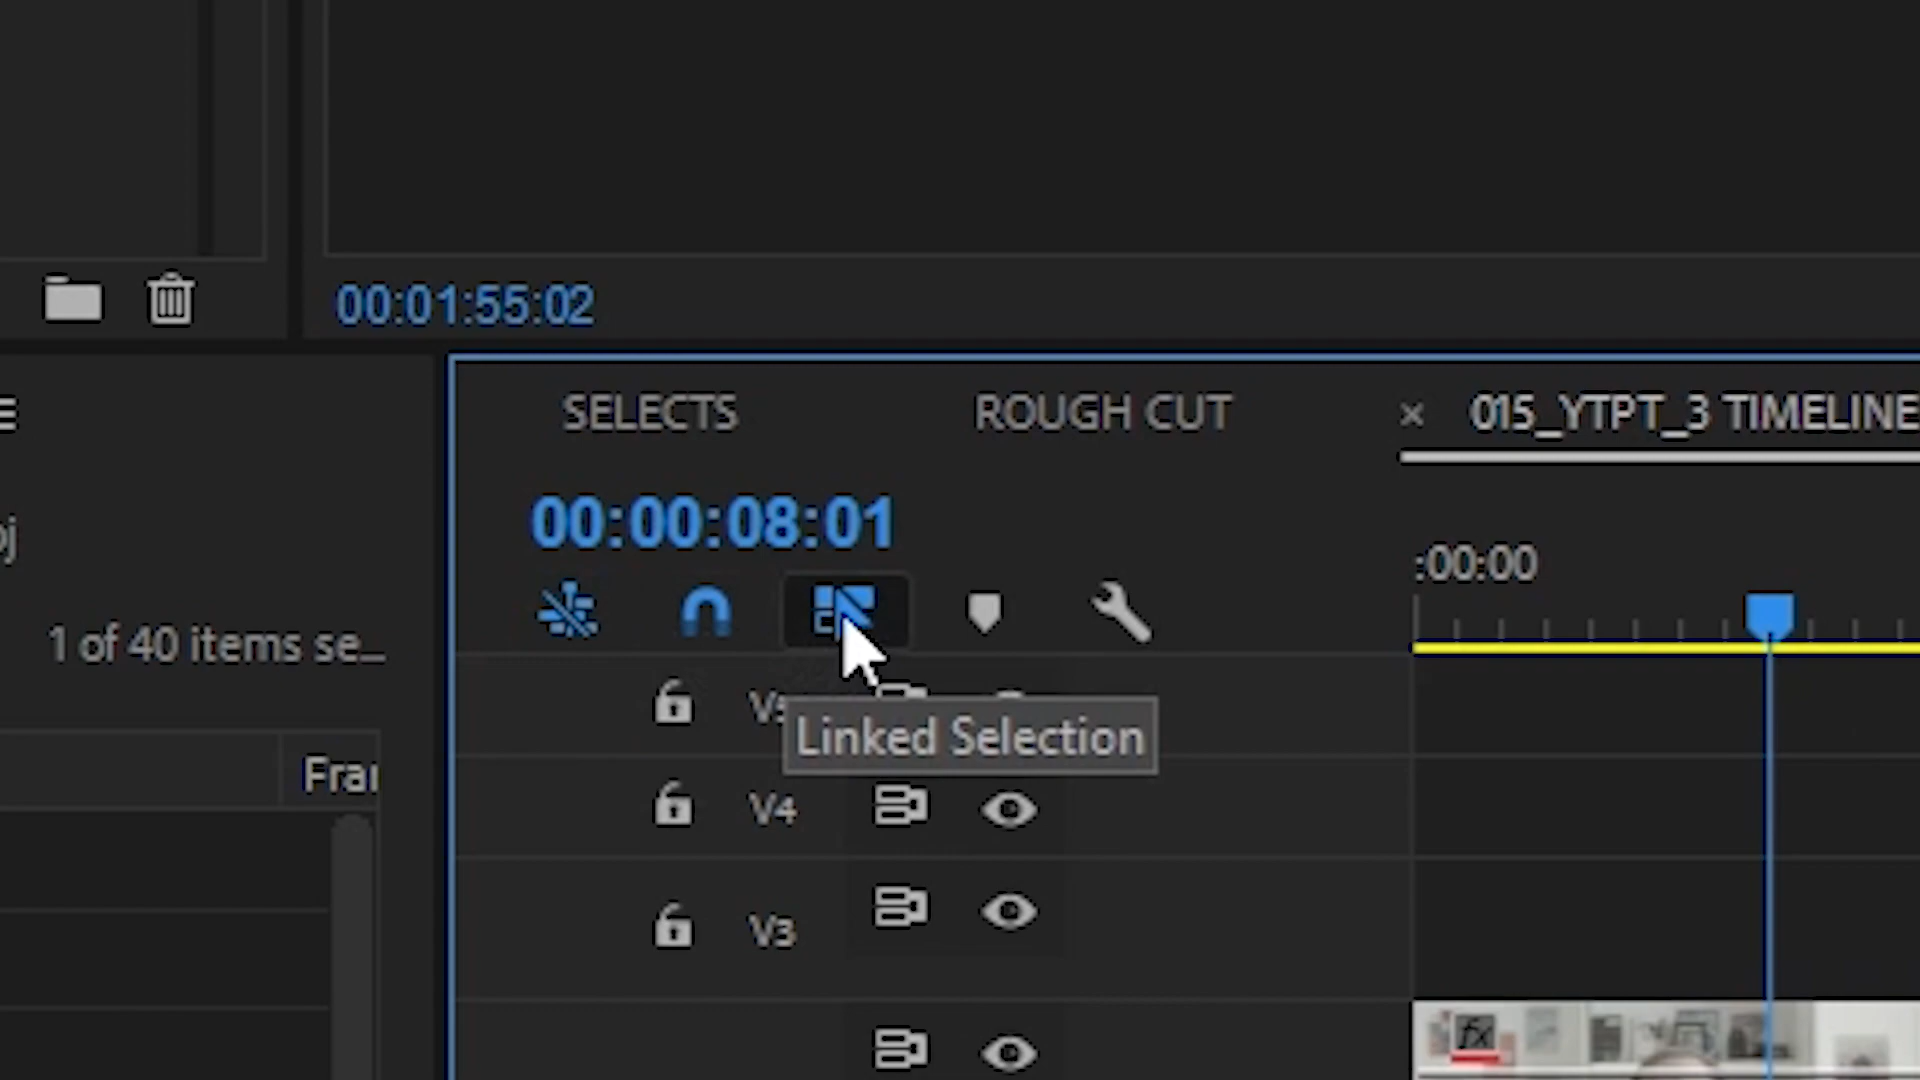 00:01:55:02
SELECTS
ROUGH CUT
× 015_YTPT_3 TIMELINE
00:00:08:01
:00:00
1 of 40 items se...
Linked Selection
V4
V3
fx